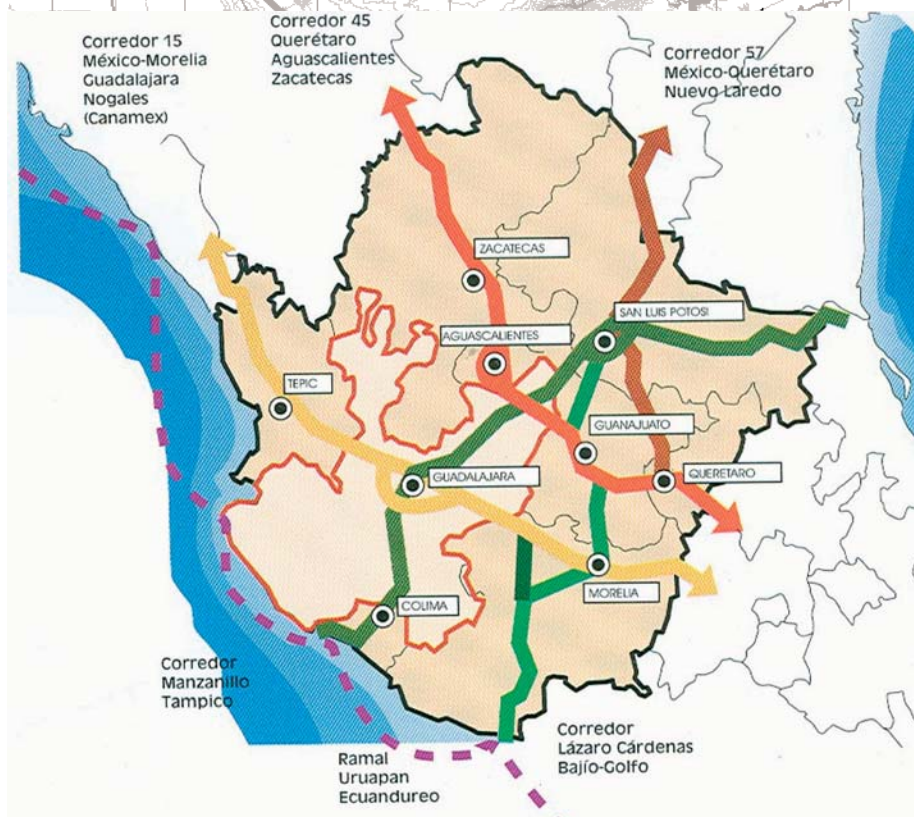 Corredor 15
México-Morelia
Guadalajara
Nogales
(Canamex)
Corredor 45
Querétaro
Aguascalientes
Zacatecas
Corredor 57
México-Querétaro
Nuevo Laredo
ZACATECAS
SAN LUIS POTOSI
AGUASCALIENTES
TEPIC
GUANAJUATO
GUADALAJARA
QUERETARO
COLIMA
MORELIA
Corredor
Manzanillo
Tampico
Corredor
Lázaro Cárdenas
Bajío-Golfo
Ramal
Uruapan
Ecuandureo